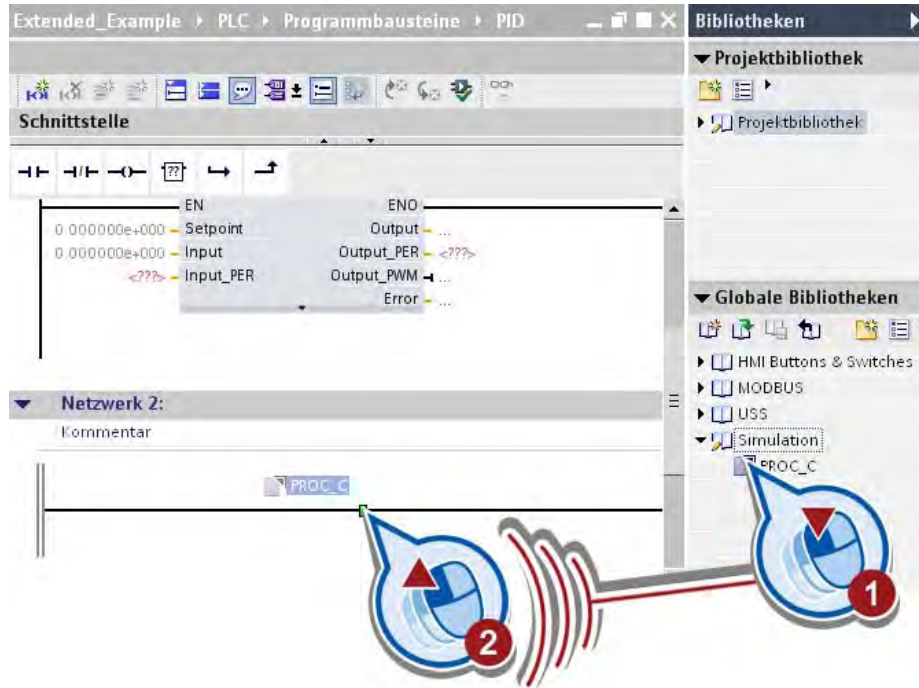 Extended_Example ▸ PLC ▸ Programmbausteine ▸ PID
Schnittstelle
??
EN ENO
0.000000e+000 Setpoint Output ...
0.000000e+000 Input Output_PER <???>
<???> Input_PER Output_PWM ...
Error ...
Netzwerk 2:
Kommentar
PROC_C
2
Bibliotheken
Projektbibliothek
Projektbibliothek
Globale Bibliotheken
HMI Buttons & Switches
MODBUS
USS
Simulation
PROC_C
1